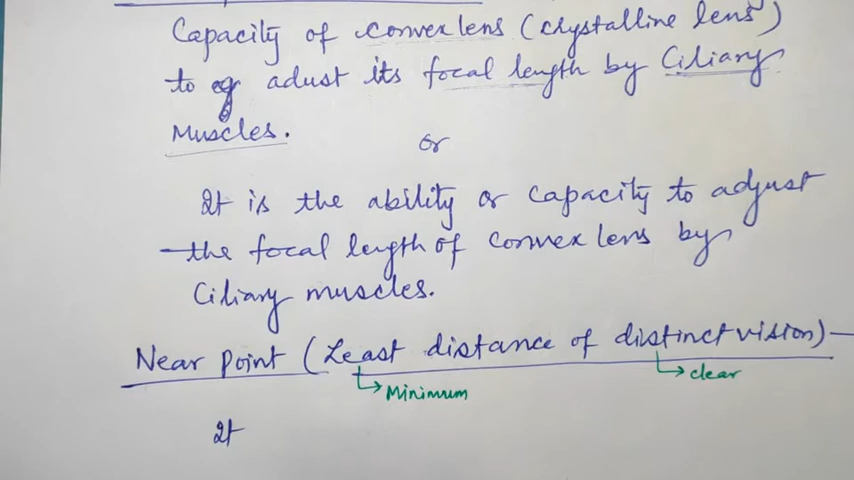 Capacity of convex lens (crystalline lens)
to adust its focal length by Ciliary
Muscles.
or
It is the ability or capacity to adjust
the focal length of convex lens by
Ciliary muscles.
Near point (Least distance of distinct vision)—
Minimum
clear
It